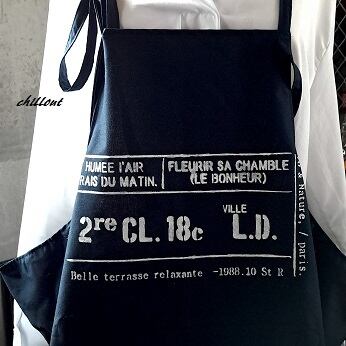 chillout
HUMEE l'AIR
RAIS DU MATIN.
FLEURIR SA CHAMBLE
(LE BONHEUR)
2re CL. 18c
VILLE
L.D.
Belle terrasse relaxante -1988.10 St R
& Nature, / paris.